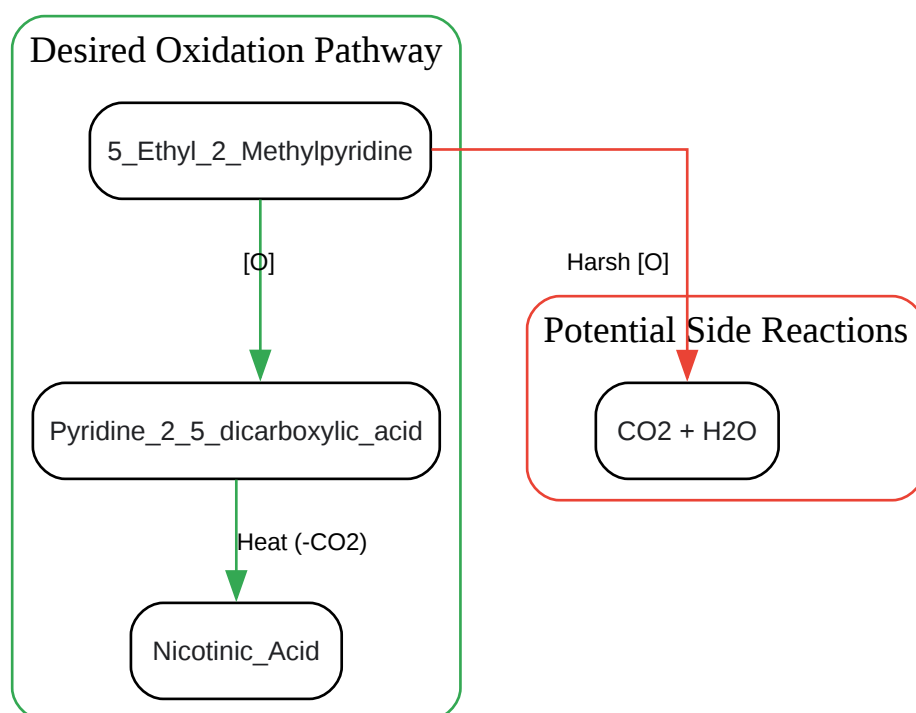 Desired Oxidation Pathway
5_Ethyl_2_Methylpyridine
[O]
Harsh [O]
Potential Side Reactions
Pyridine_2_5_dicarboxylic_acid
CO2 + H2O
Heat (-CO2)
Nicotinic_Acid